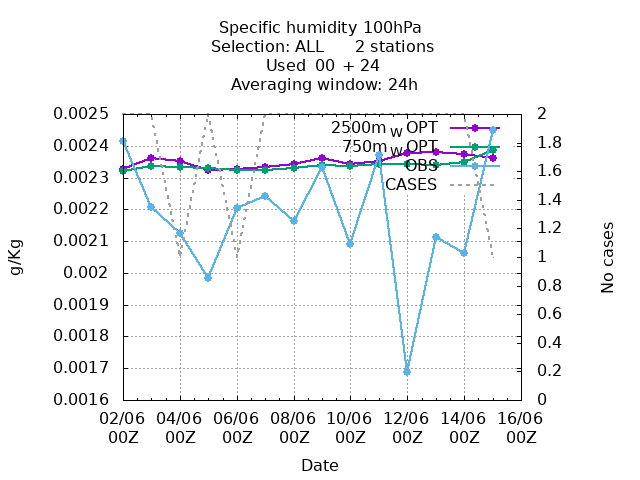 Specific humidity 100hPa
Selection: ALL 2 stations
Used 00 + 24
Averaging window: 24h
0.0025
0.0024
0.0023
0.0022
0.0021
0.002
0.0019
0.0018
0.0017
0.0016
g/Kg
2500m_w OPT
750m_w OPT
OBS
CASES
2
1.8
1.6
1.4
1.2
1
0.8
0.6
0.4
0.2
0
No cases
02/06 04/06 06/06 08/06 10/06 12/06 14/06 16/06
00Z 00Z 00Z 00Z 00Z 00Z 00Z 00Z
Date